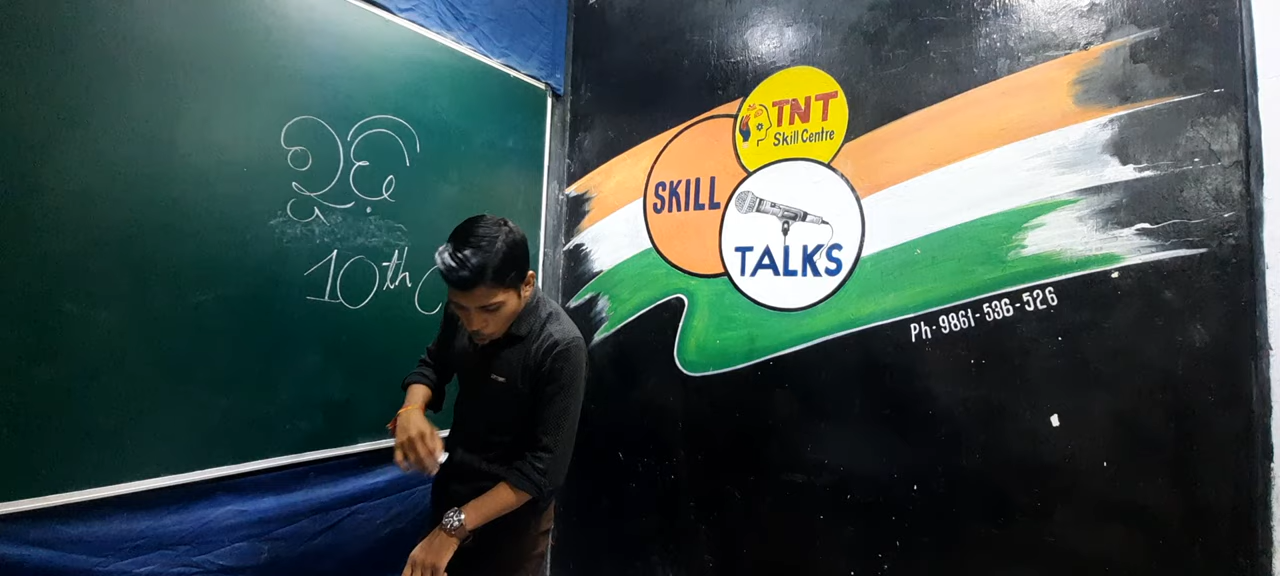 10th
TNT
Skill Centre
SKILL
TALKS
Ph-9861-536-526